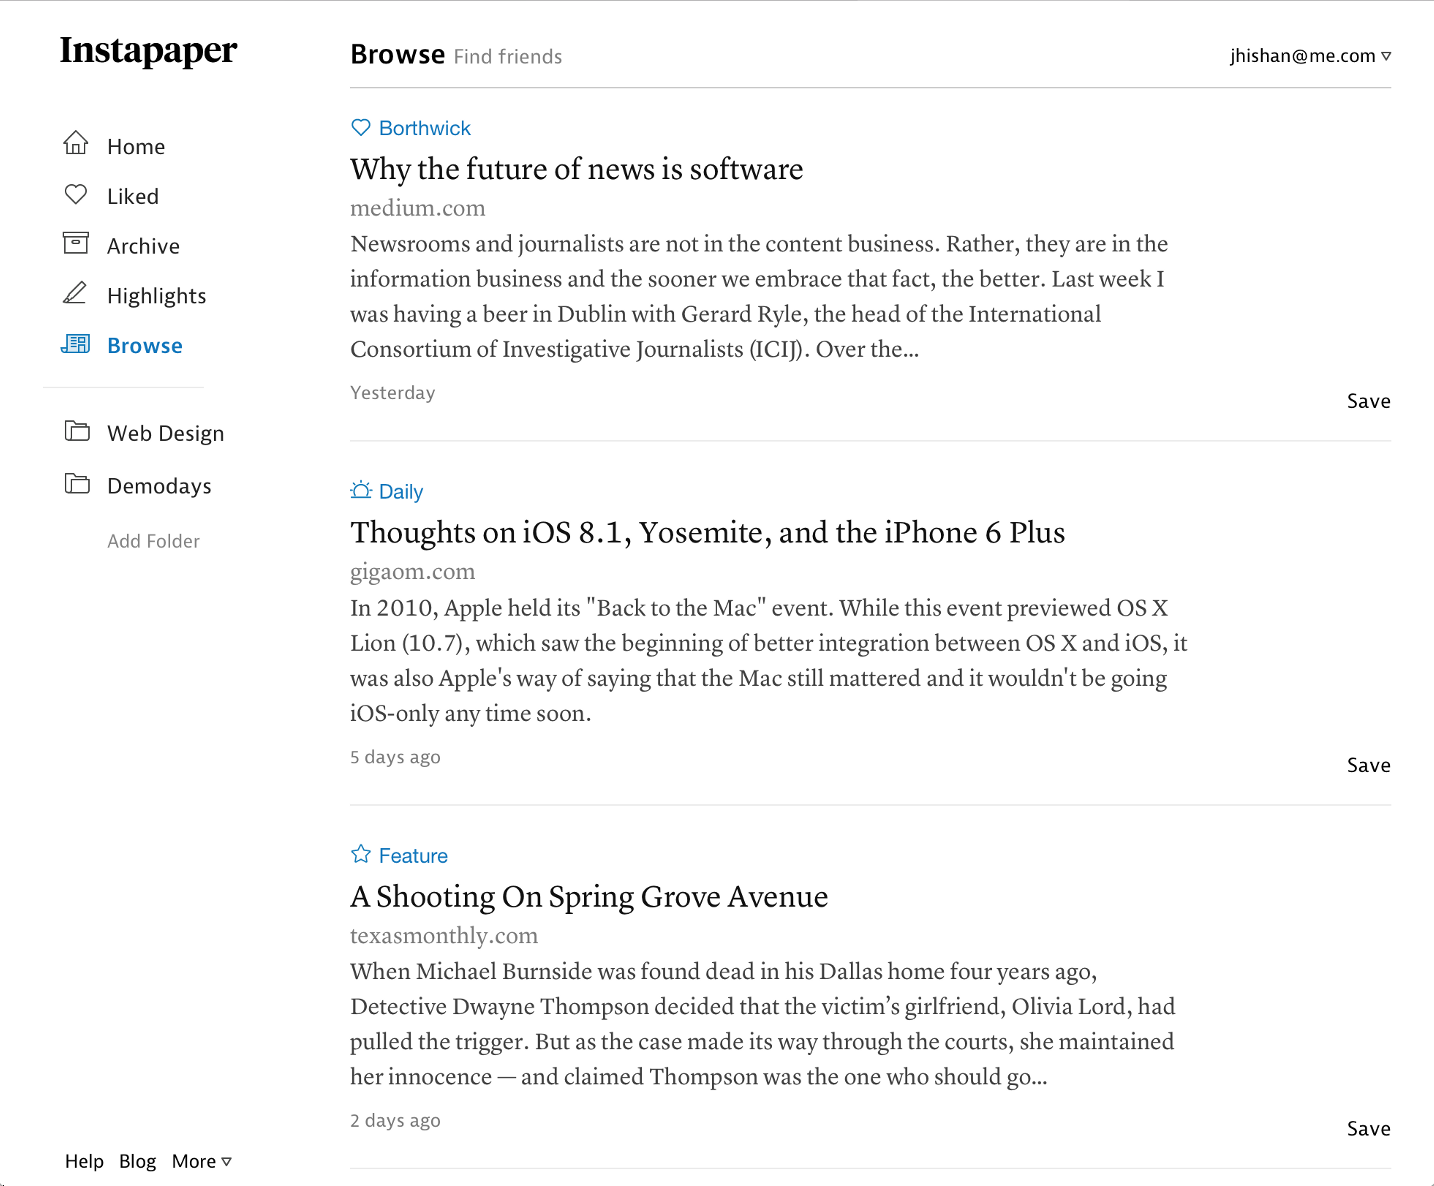 Instapaper
Home
Liked
Archive
Highlights
Browse
Web Design
Demodays
Add Folder
Help Blog More ▿
Browse Find friends
jhishan@me.com ▿
Borthwick
Why the future of news is software
medium.com
Newsrooms and journalists are not in the content business. Rather, they are in the
information business and the sooner we embrace that fact, the better. Last week I
was having a beer in Dublin with Gerard Ryle, the head of the International
Consortium of Investigative Journalists (ICIJ). Over the...
Yesterday
Save
Daily
Thoughts on iOS 8.1, Yosemite, and the iPhone 6 Plus
gigaom.com
In 2010, Apple held its "Back to the Mac" event. While this event previewed OS X
Lion (10.7), which saw the beginning of better integration between OS X and iOS, it
was also Apple's way of saying that the Mac still mattered and it wouldn't be going
iOS-only any time soon.
5 days ago
Save
Feature
A Shooting On Spring Grove Avenue
texasmonthly.com
When Michael Burnside was found dead in his Dallas home four years ago,
Detective Dwayne Thompson decided that the victim’s girlfriend, Olivia Lord, had
pulled the trigger. But as the case made its way through the courts, she maintained
her innocence — and claimed Thompson was the one who should go...
2 days ago
Save